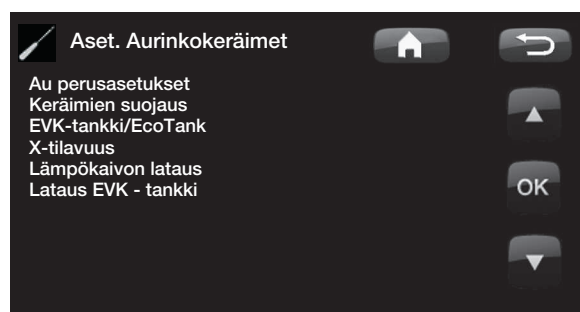 Aset. Aurinkokeräimet
Au perusasetukset
Keräimien suojaus
EVK-tankki/EcoTank
X-tilavuus
Lämpökaivon lataus
Lataus EVK - tankki
OK